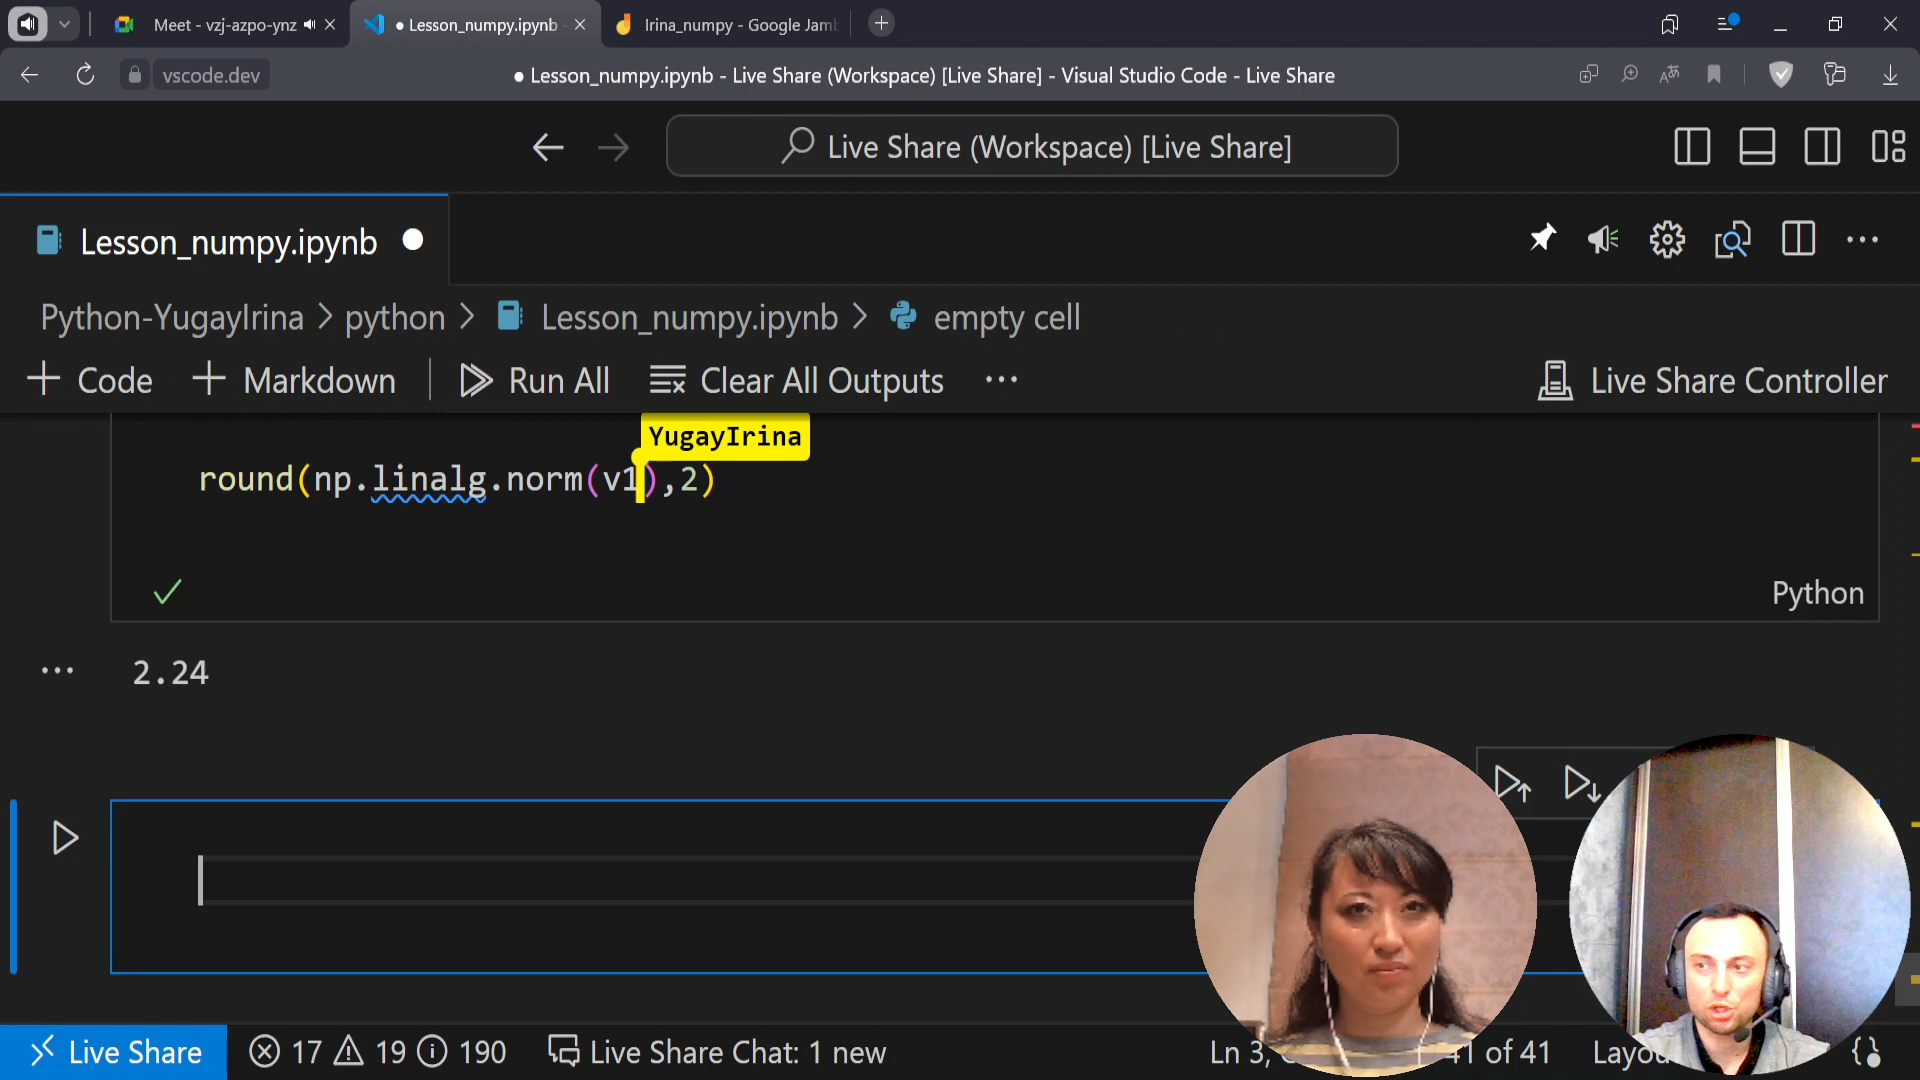 Meet - vzj-azpo-ynz
● Lesson_numpy.ipynb -
Irina_numpy - Google Jam
vscode.dev
● Lesson_numpy.ipynb - Live Share (Workspace) [Live Share] - Visual Studio Code - Live Share
Live Share (Workspace) [Live Share]
Lesson_numpy.ipynb
Python-YugayIrina > python > Lesson_numpy.ipynb > empty cell
Code
Markdown
Run All
Clear All Outputs
...
Live Share Controller
YugayIrina
round(np.linalg.norm(v1),2)
Python
2.24
Live Share
17
19
190
Live Share Chat: 1 new
Ln 3,
41 of 41